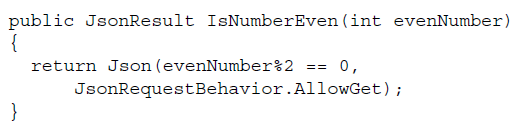 public JsonResult IsNumberEven(int evenNumber)
{
return Json(evenNumber%2 == 0,
JsonRequestBehavior.AllowGet);
}